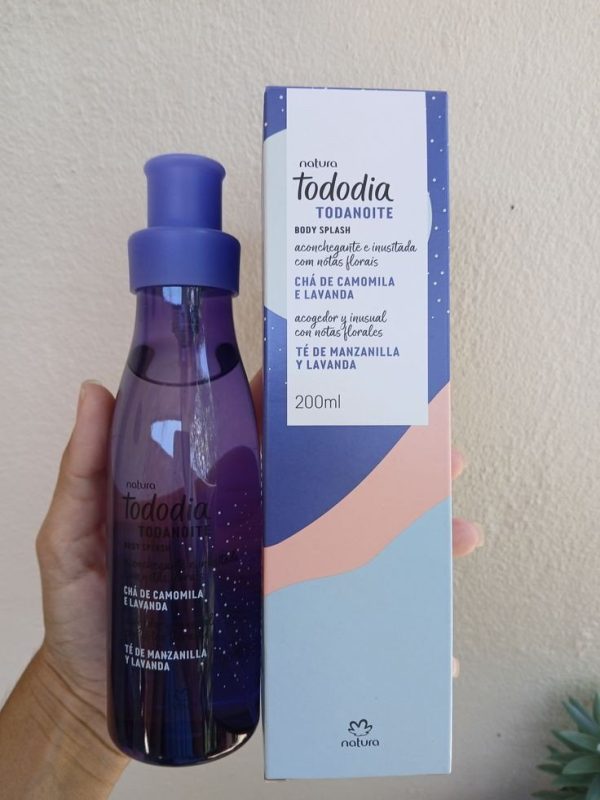 natura
tododia
TODANOITE
BODY SPLASH
aconchegante e inusitada
com notas florais
CHÁ DE CAMOMILA
E LAVANDA
acogedor y inusual
con notas florales
TÉ DE MANZANILLA
Y LAVANDA
200ml
natura
natura
tododia
TODANOITE
BODY SPLASH
aconchegante e inusitada
CHÁ DE CAMOMILA
E LAVANDA
TÉ DE MANZANILLA
Y LAVANDA